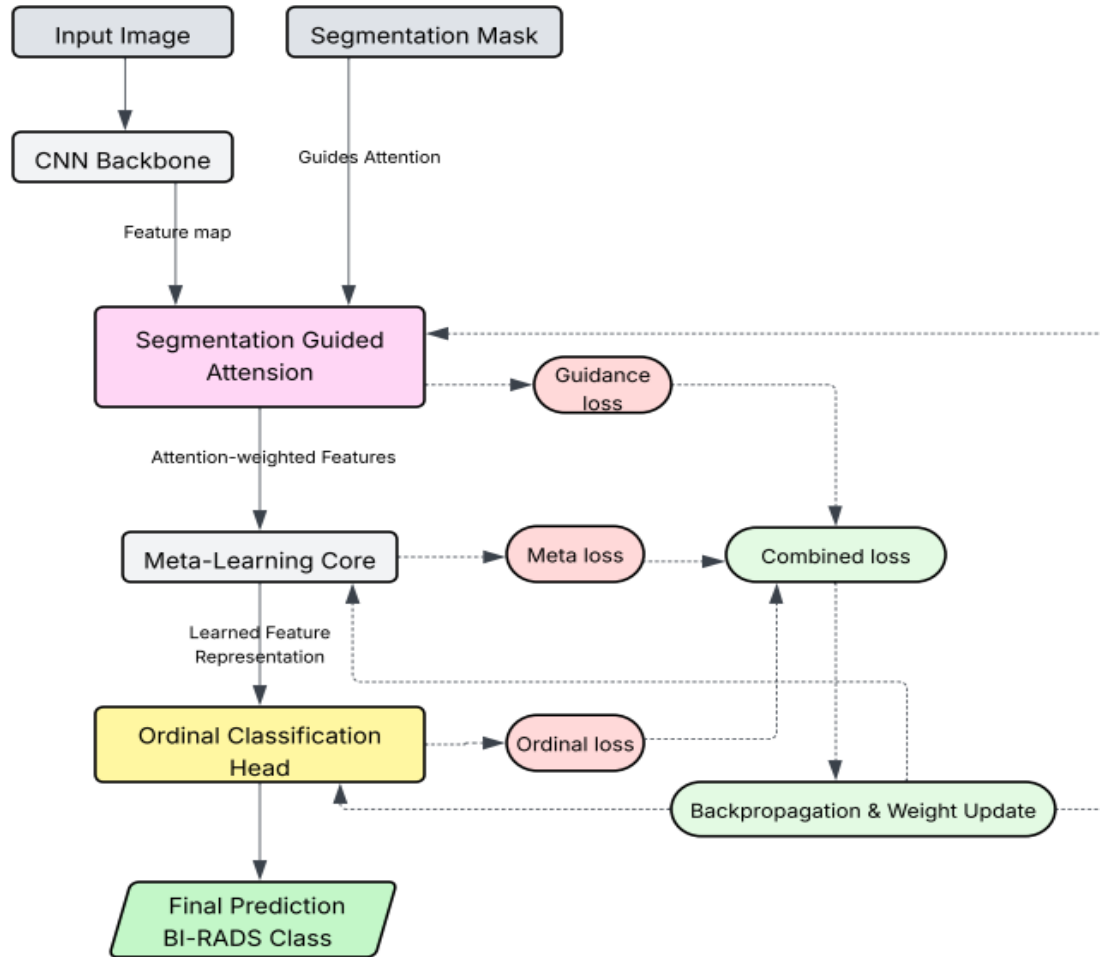 Input Image
Segmentation Mask
CNN Backbone
Guides Attention
Feature map
Segmentation Guided
Attension
Guidance
loss
Attention-weighted Features
Meta-Learning Core
Meta loss
Combined loss
Learned Feature
Representation
Ordinal Classification
Head
Ordinal loss
Backpropagation & Weight Update
Final Prediction
BI-RADS Class